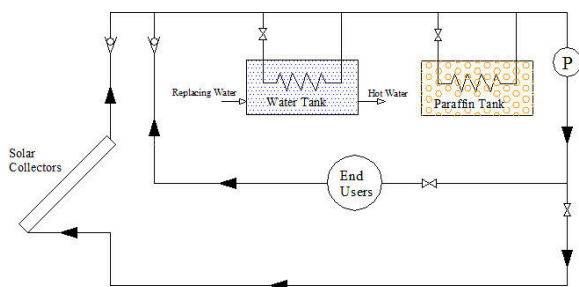 P
Replacing Water
Water Tank
Hot Water
Paraffin Tank
Solar
Collectors
End
Users